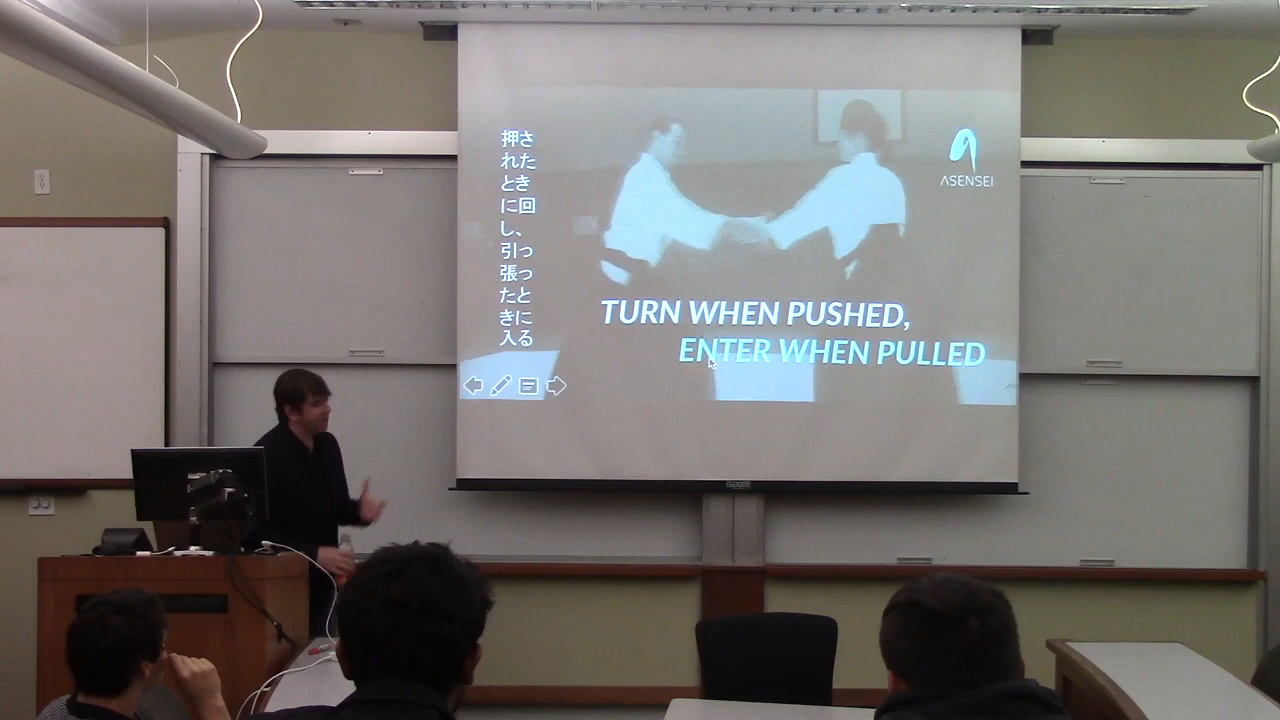 押さ
れた
とき
に回
し、
引っ
張っ
たと
きに
入る
ASENSEI
TURN WHEN PUSHED,
ENTER WHEN PULLED